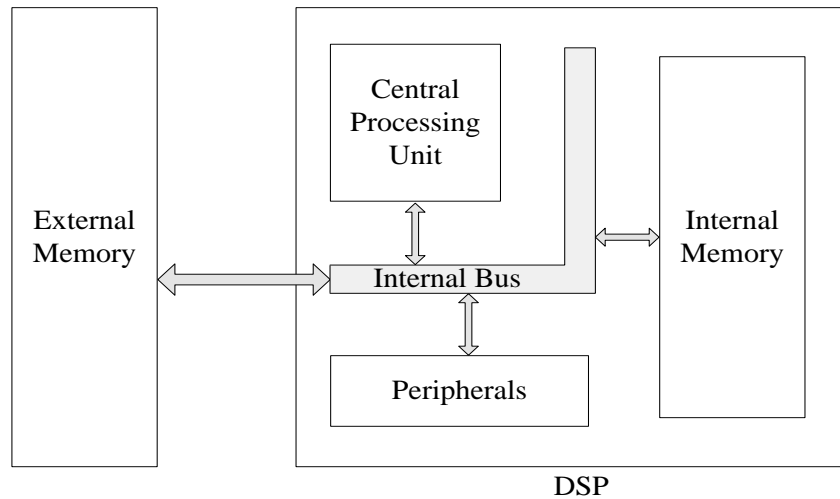 Central
Processing
Unit
External
Memory
Internal
Memory
Internal Bus
Peripherals
DSP